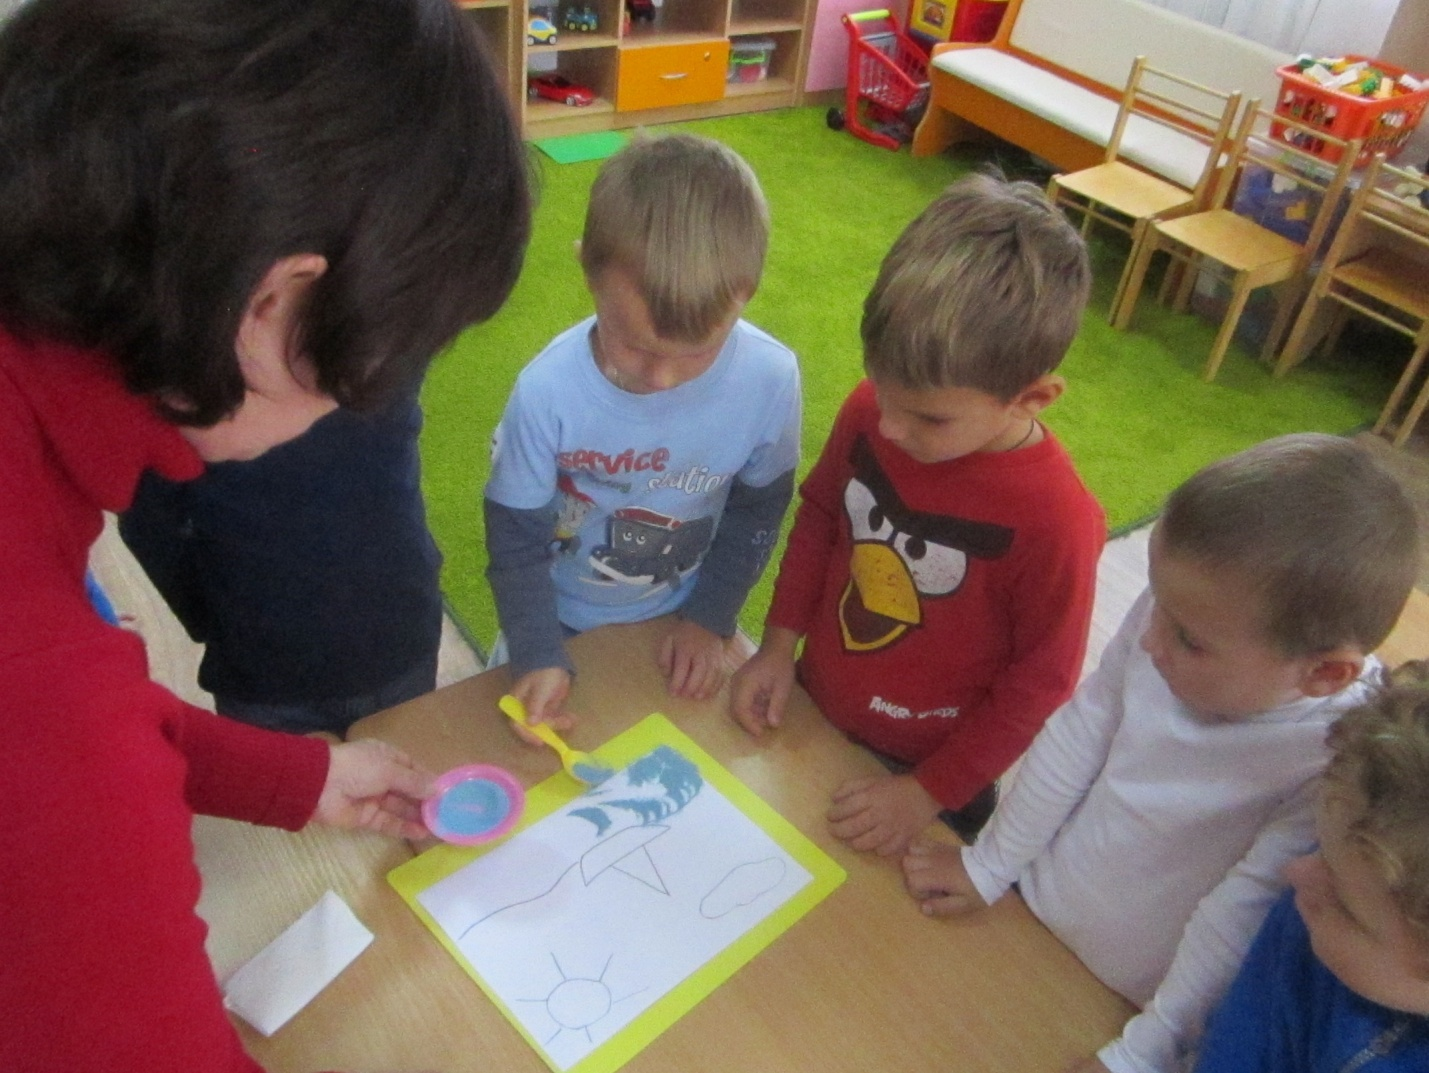 service
station
ANGRY BIRDS